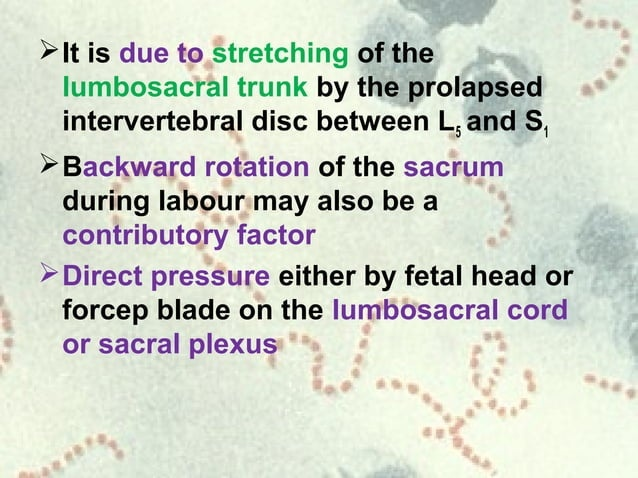 ➢It is due to stretching of the
lumbosacral trunk by the prolapsed
intervertebral disc between L5 and S1
➢Backward rotation of the sacrum
during labour may also be a
contributory factor
➢Direct pressure either by fetal head or
forcep blade on the lumbosacral cord
or sacral plexus